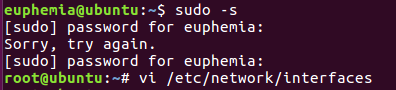 euphemia@ubuntu:~$ sudo -s
[sudo] password for euphemia:
Sorry, try again.
[sudo] password for euphemia:
root@ubuntu:~# vi /etc/network/interfaces